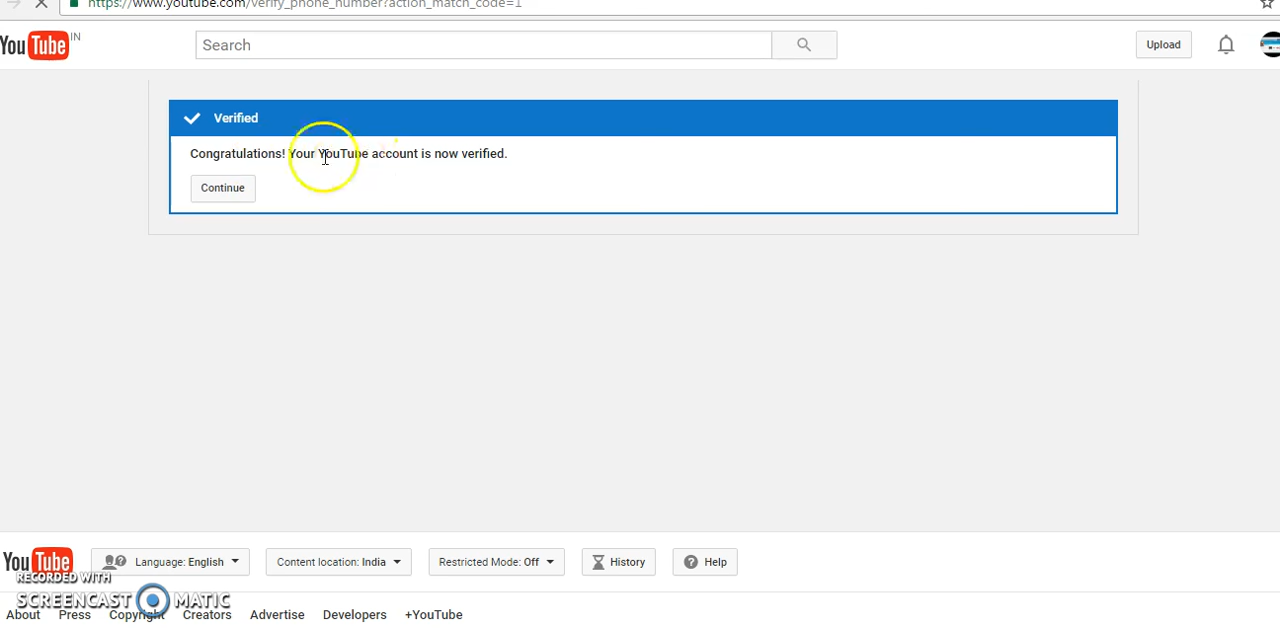 https://www.youtube.com/verify_phone_number?action_match_code=1
YouTube IN
Search
Upload
Verified
Congratulations! Your YouTube account is now verified.
Continue
YouTube
Language: English
Content location: India
Restricted Mode: Off
History
Help
RECORDED WITH
SCREENCAST MATIC
About
Press
Copyright
Creators
Advertise
Developers
+YouTube